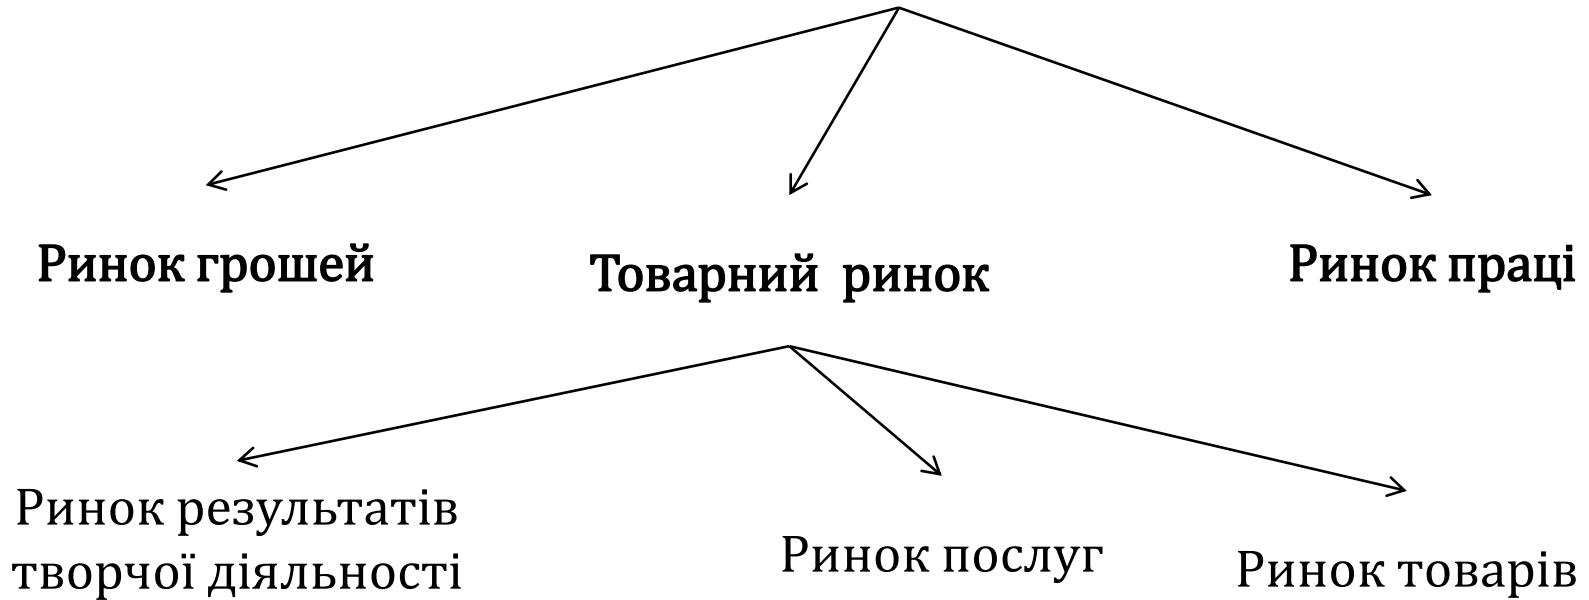 Ринок грошей
Товарний ринок
Ринок праці
Ринок результатів
творчої діяльності
Ринок послуг
Ринок товарів